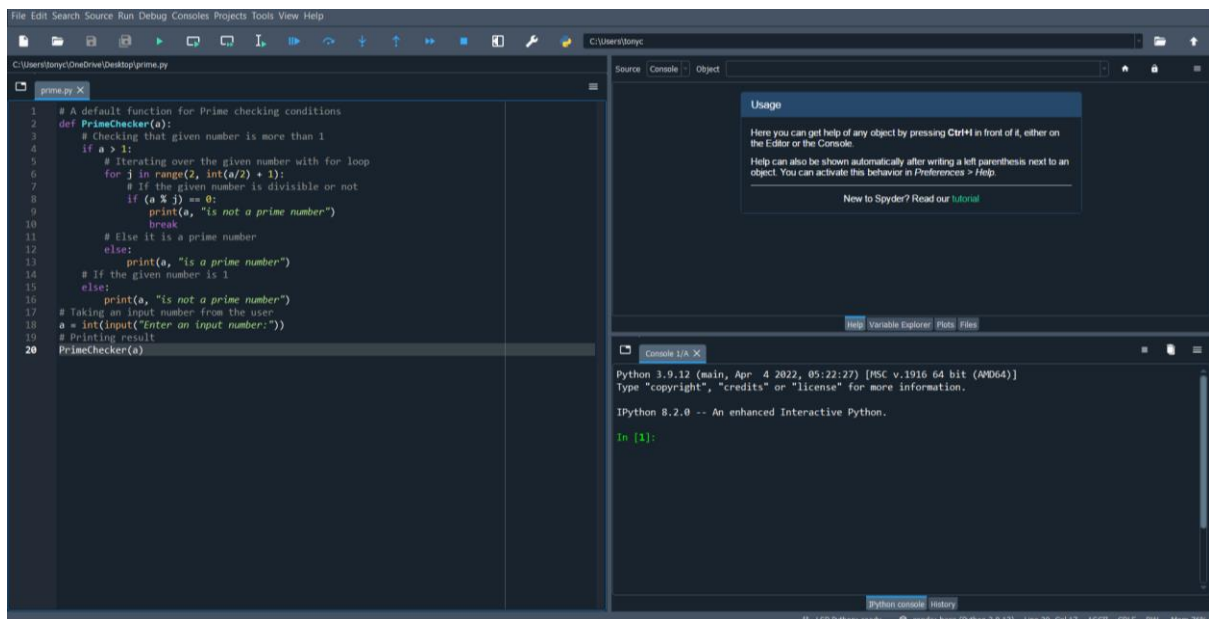 File Edit Search Source Run Debug Consoles Projects Tools View Help
C:\Users\tonyc
C:\Users\tonyc\OneDrive\Desktop\prime.py
prime.py
1 # A default function for Prime checking conditions
2 def PrimeChecker(a):
3 # Checking that given number is more than 1
4 if a > 1:
5 # Iterating over the given number with for loop
6 for j in range(2, int(a/2) + 1):
7 # If the given number is divisible or not
8 if (a % j) == 0:
9 print(a, "is not a prime number")
10 break
11 # Else it is a prime number
12 else:
13 print(a, "is a prime number")
14 # If the given number is 1
15 else:
16 print(a, "is not a prime number")
17 # Taking an input number from the user
18 a = int(input("Enter an input number:"))
19 # Printing result
20 PrimeChecker(a)
Source Console Object
Usage
Here you can get help of any object by pressing Ctrl+I in front of it, either on
the Editor or the Console.
Help can also be shown automatically after writing a left parenthesis next to an
object. You can activate this behavior in Preferences > Help.
New to Spyder? Read our tutorial
Help Variable Explorer Plots Files
Console 1/A
Python 3.9.12 (main, Apr 4 2022, 05:22:27) [MSC v.1916 64 bit (AMD64)]
Type "copyright", "credits" or "license" for more information.
IPython 8.2.0 -- An enhanced Interactive Python.
In [1]:
IPython console History